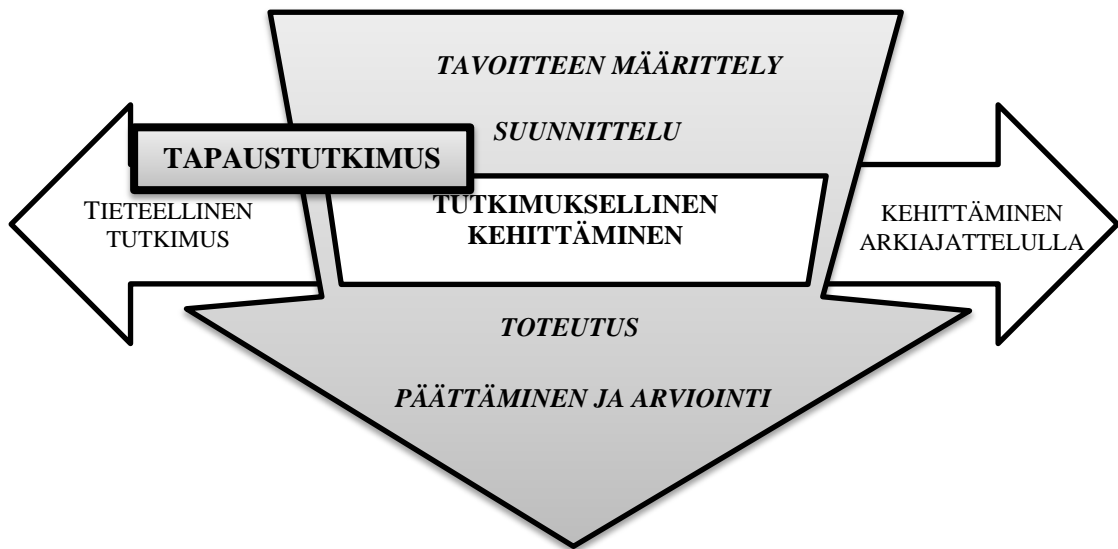 TAVOITTEEN MÄÄRITTELY
SUUNNITTELU
TAPAUSTUTKIMUS
TIETEELLINEN
TUTKIMUS
TUTKIMUKSELLINEN
KEHITTÄMINEN
KEHITTÄMINEN
ARKIAJATTELULLA
TOTEUTUS
PÄÄTTÄMINEN JA ARVIOINTI